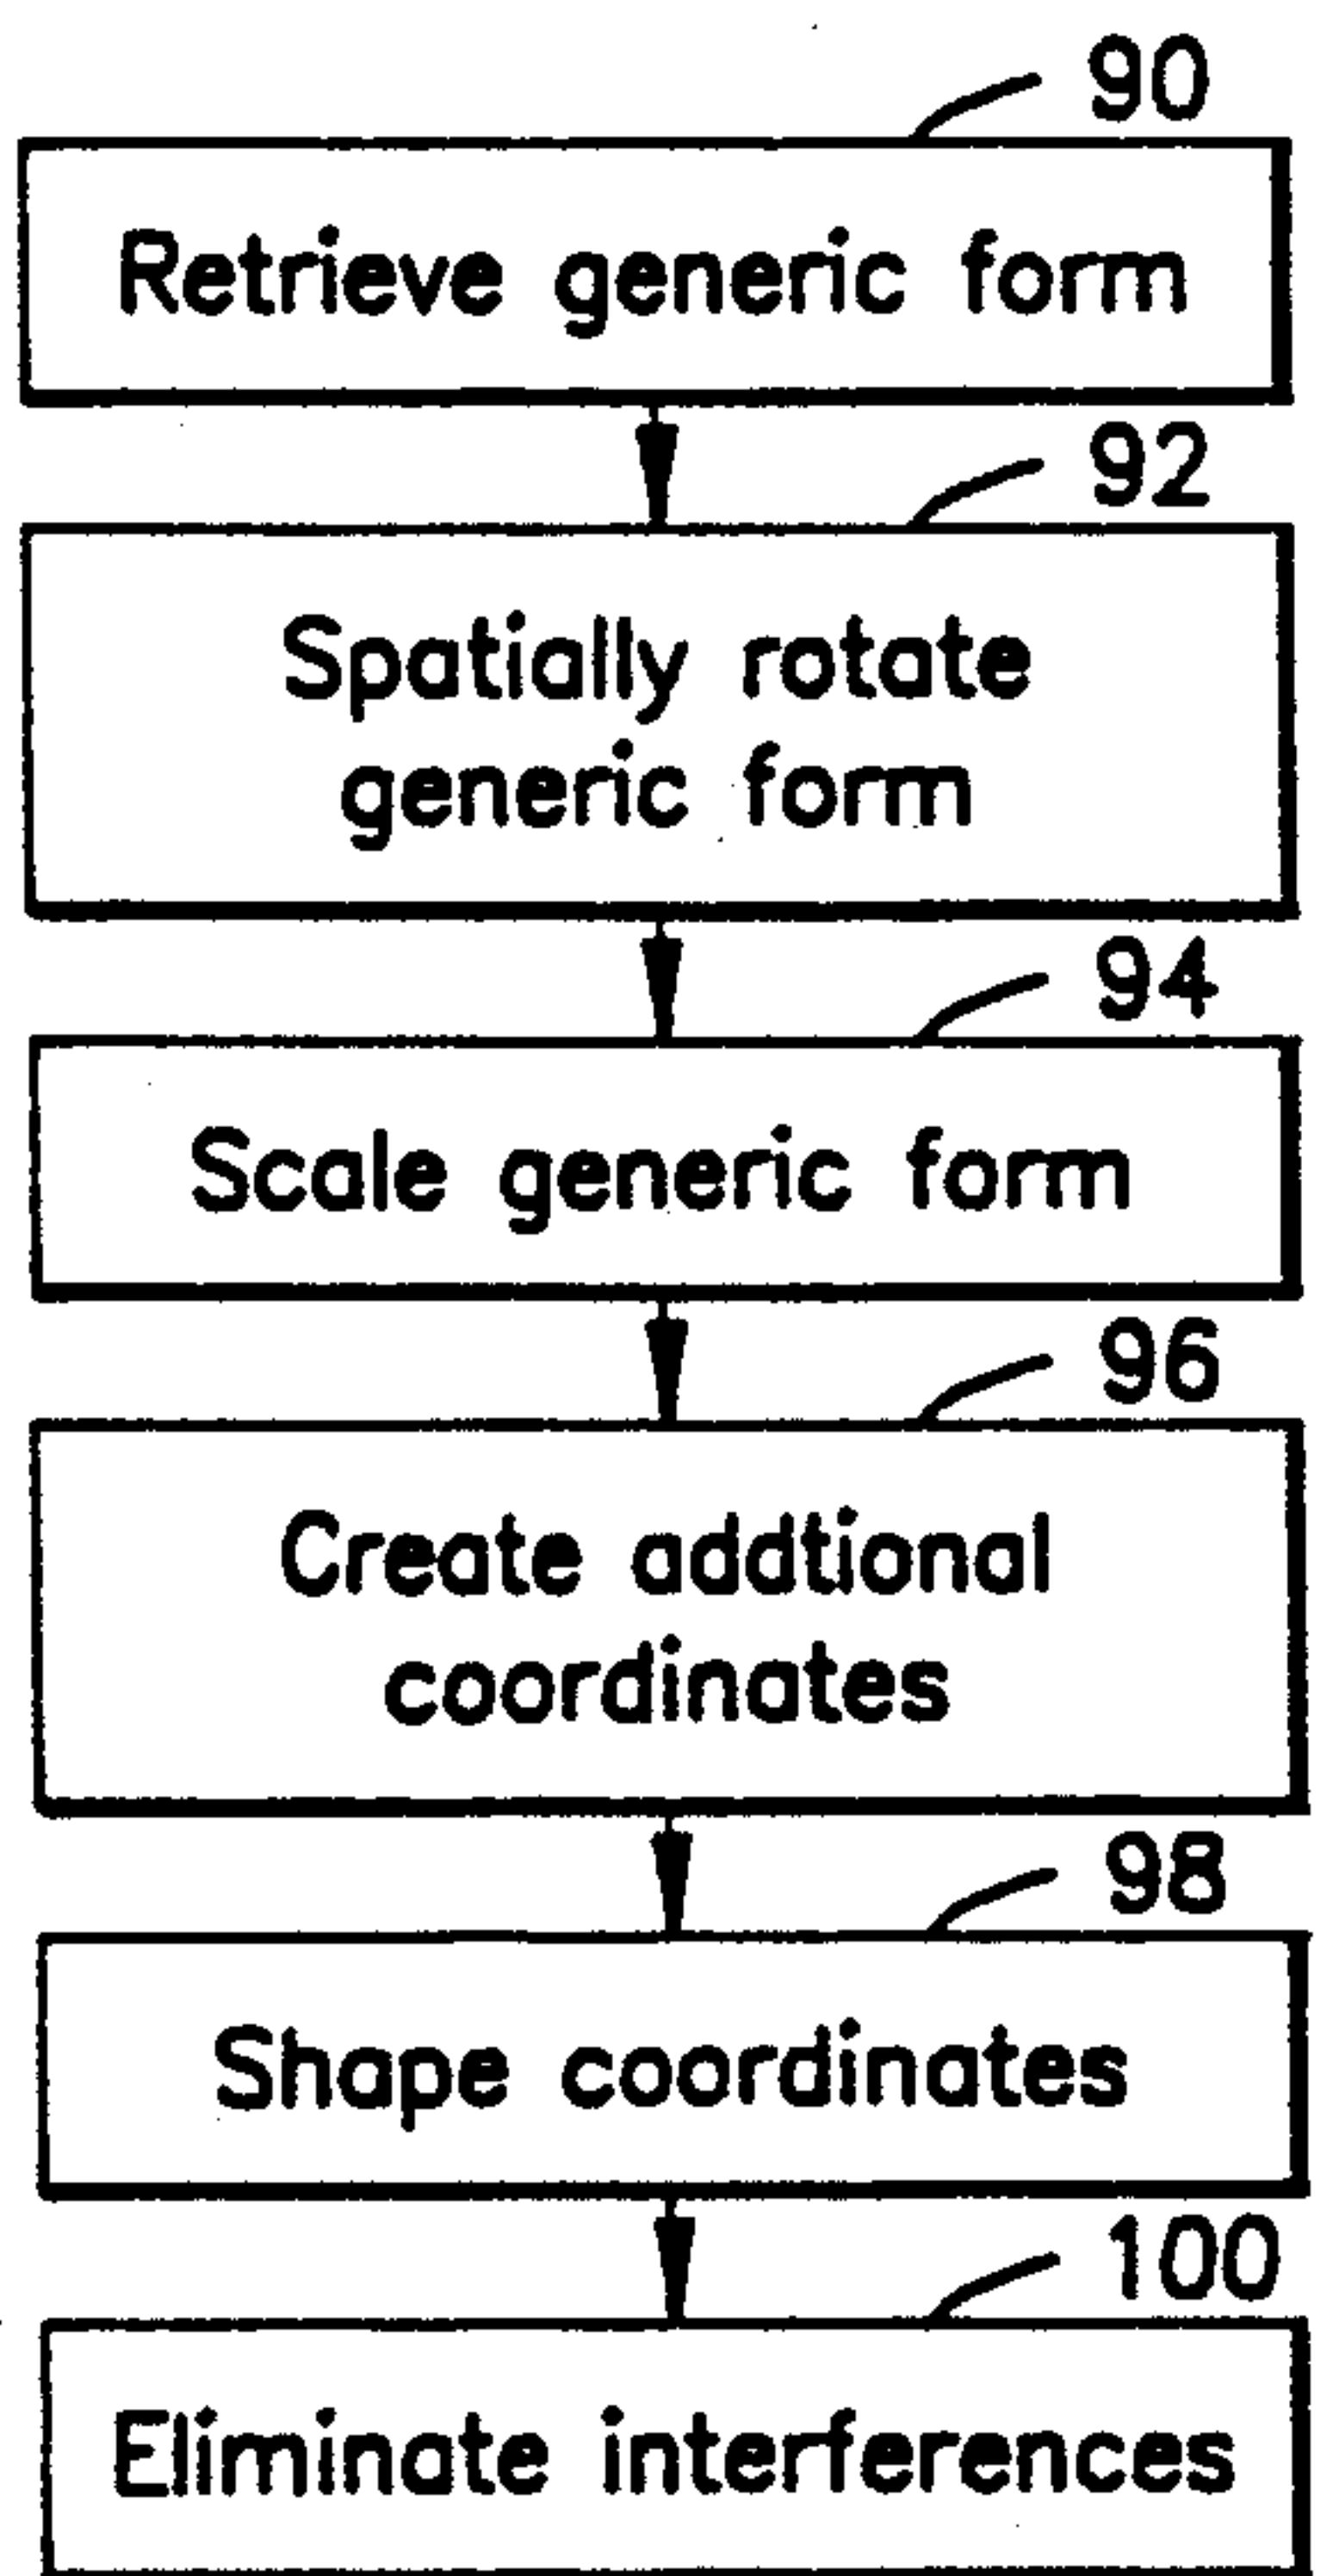 90
Retrieve generic form
92
Spatially rotate
generic form
94
Scale generic form
96
Create addtional
coordinates
98
Shape coordinates
100
Eliminate interferences